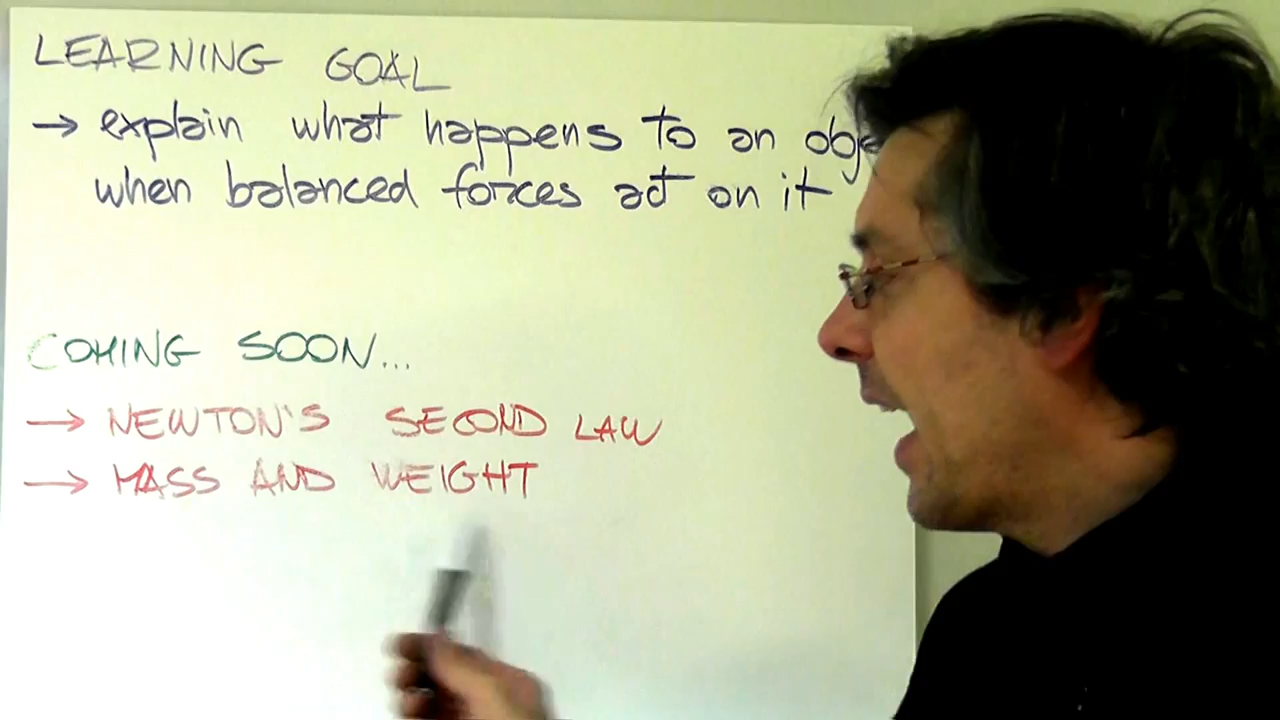 LEARNING GOAL
→ explain what happens to an obje
when balanced forces act on it
COMING SOON...
→ NEWTON'S SECOND LAW
→ MASS AND WEIGHT